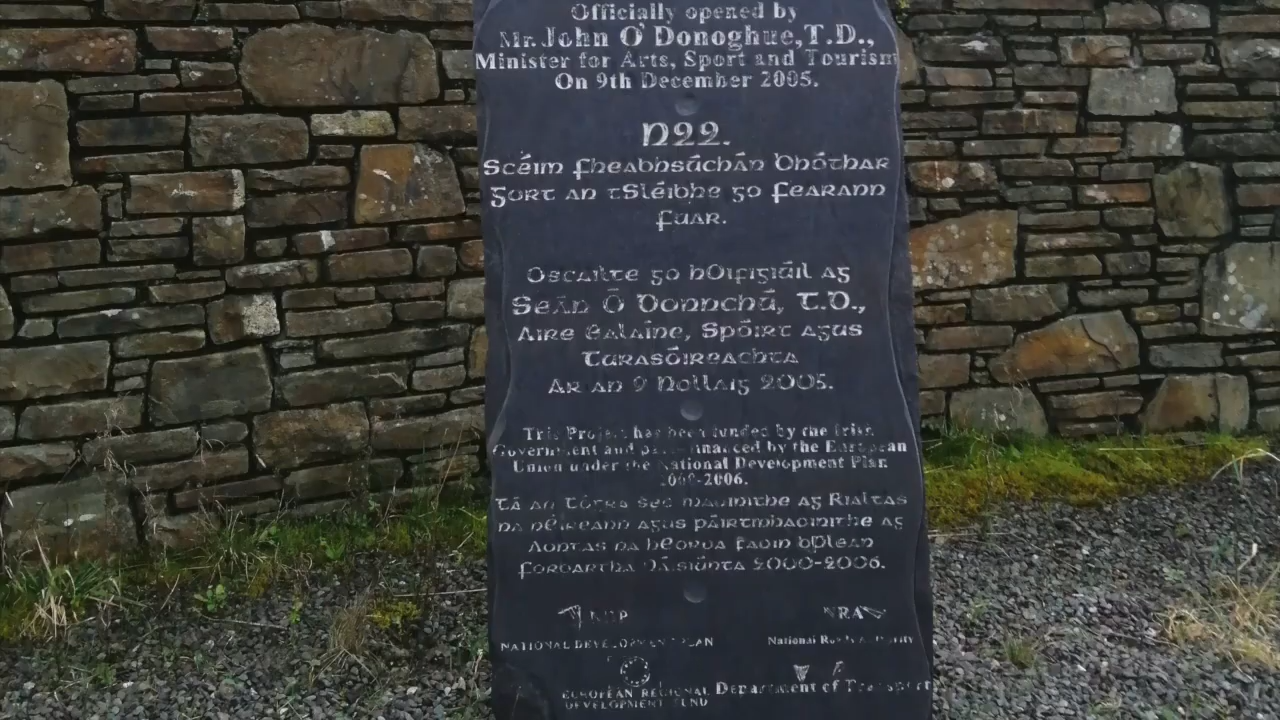 Officially opened by
Mr. John O' Donoghue, T.D.,
Minister for Arts, Sport and Tourism
On 9th December 2005.
N22.
Scéim Fheabhsúcháin Bhóthar
Gort an tSléibhe go Fearann
Fuar.
Oscailte go hOifigiúil ag
Seán Ó Donnchú, T.D.,
Aire Ealaíne, Spóirt agus
Turasóireachta
Ar an 9 Nollaig 2005.
This Project has been funded by the Irish
Government and part financed by the European
Union under the National Development Plan
2000-2006.
Tá an Tógra seo maoinithe ag Rialtas
na hÉireann agus páirtmhaoinithe ag
Aontas na hEorpa faoin bPlean
Forbartha Náisiúnta 2000-2006.
NDP NRA
NATIONAL DEVELOPMENT PLAN National Roads Authority
EUROPEAN REGIONAL Department of Transport
DEVELOPMENT FUND